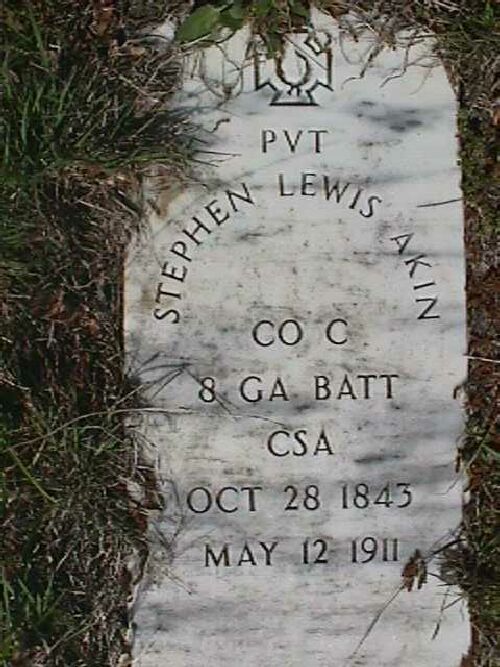 PVT
STEPHEN LEWIS AKIN
CO C
8 GA BATT
CSA
OCT 28 1843
MAY 12 1911